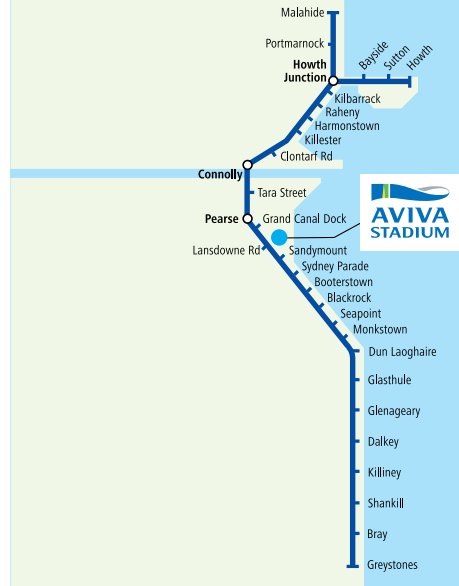 Malahide
Portmarnock
Howth
Junction
Bayside
Sutton
Howth
Kilbarrack
Raheny
Harmonstown
Killester
Clontarf Rd
Connolly
Tara Street
Pearse
Grand Canal Dock
AVIVA
STADIUM
Lansdowne Rd
Sandymount
Sydney Parade
Booterstown
Blackrock
Seapoint
Monkstown
Dun Laoghaire
Glasthule
Glenageary
Dalkey
Killiney
Shankill
Bray
Greystones